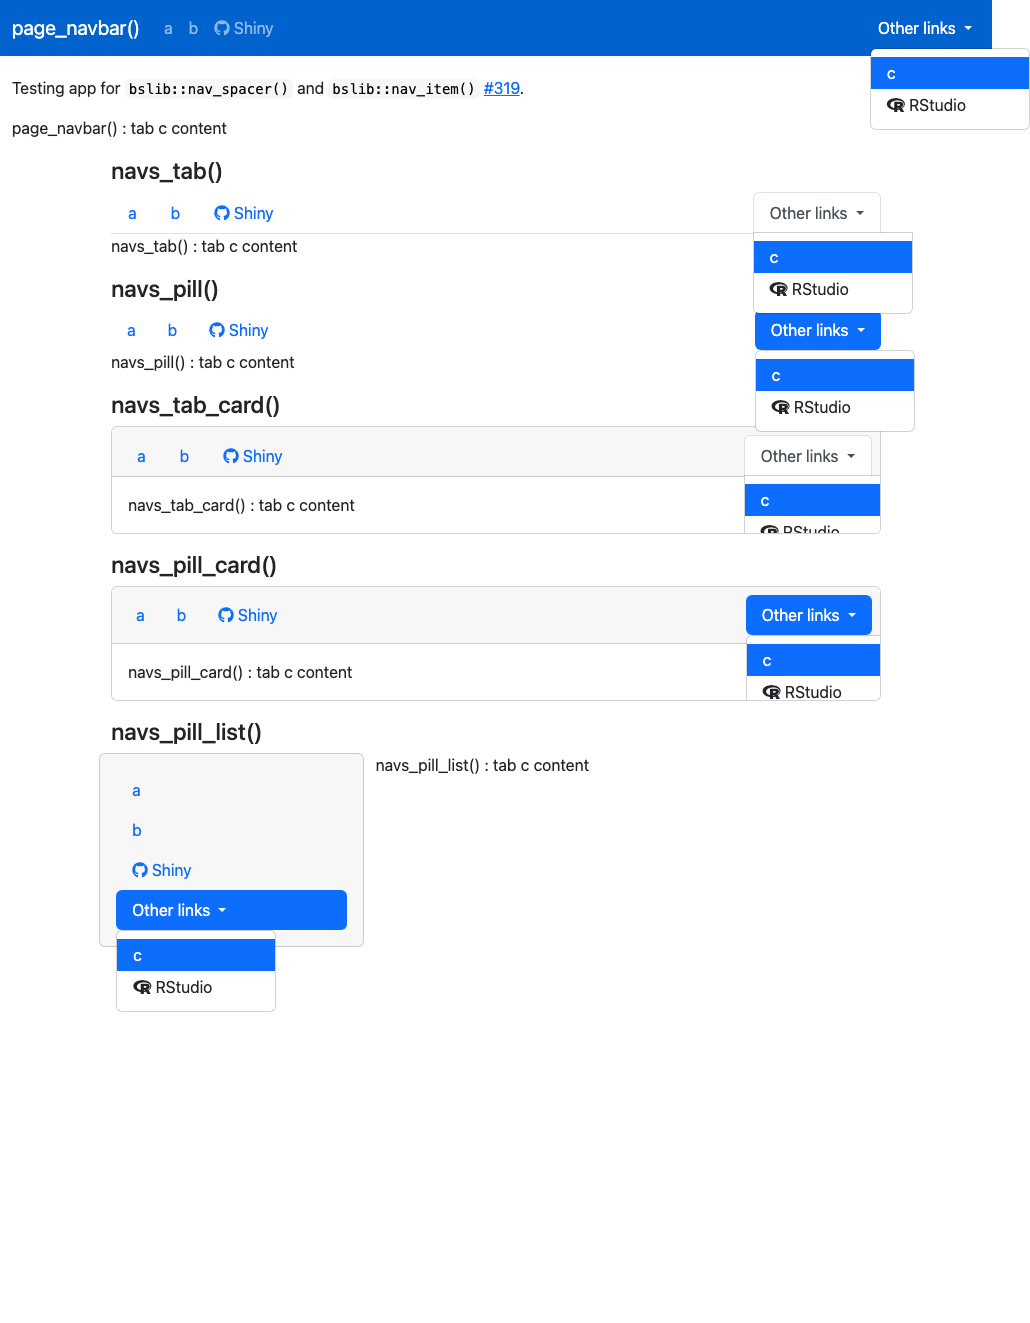 page_navbar() a b Shiny Other links
c
RStudio
Testing app for bslib::nav_spacer() and bslib::nav_item() #319.
page_navbar() : tab c content
navs_tab()
a b Shiny Other links
navs_tab() : tab c content
c
RStudio
navs_pill()
a b Shiny Other links
navs_pill() : tab c content
c
RStudio
navs_tab_card()
a b Shiny Other links
navs_tab_card() : tab c content
c
RStudio
navs_pill_card()
a b Shiny Other links
navs_pill_card() : tab c content
c
RStudio
navs_pill_list()
a
b
Shiny
Other links
c
RStudio
navs_pill_list() : tab c content